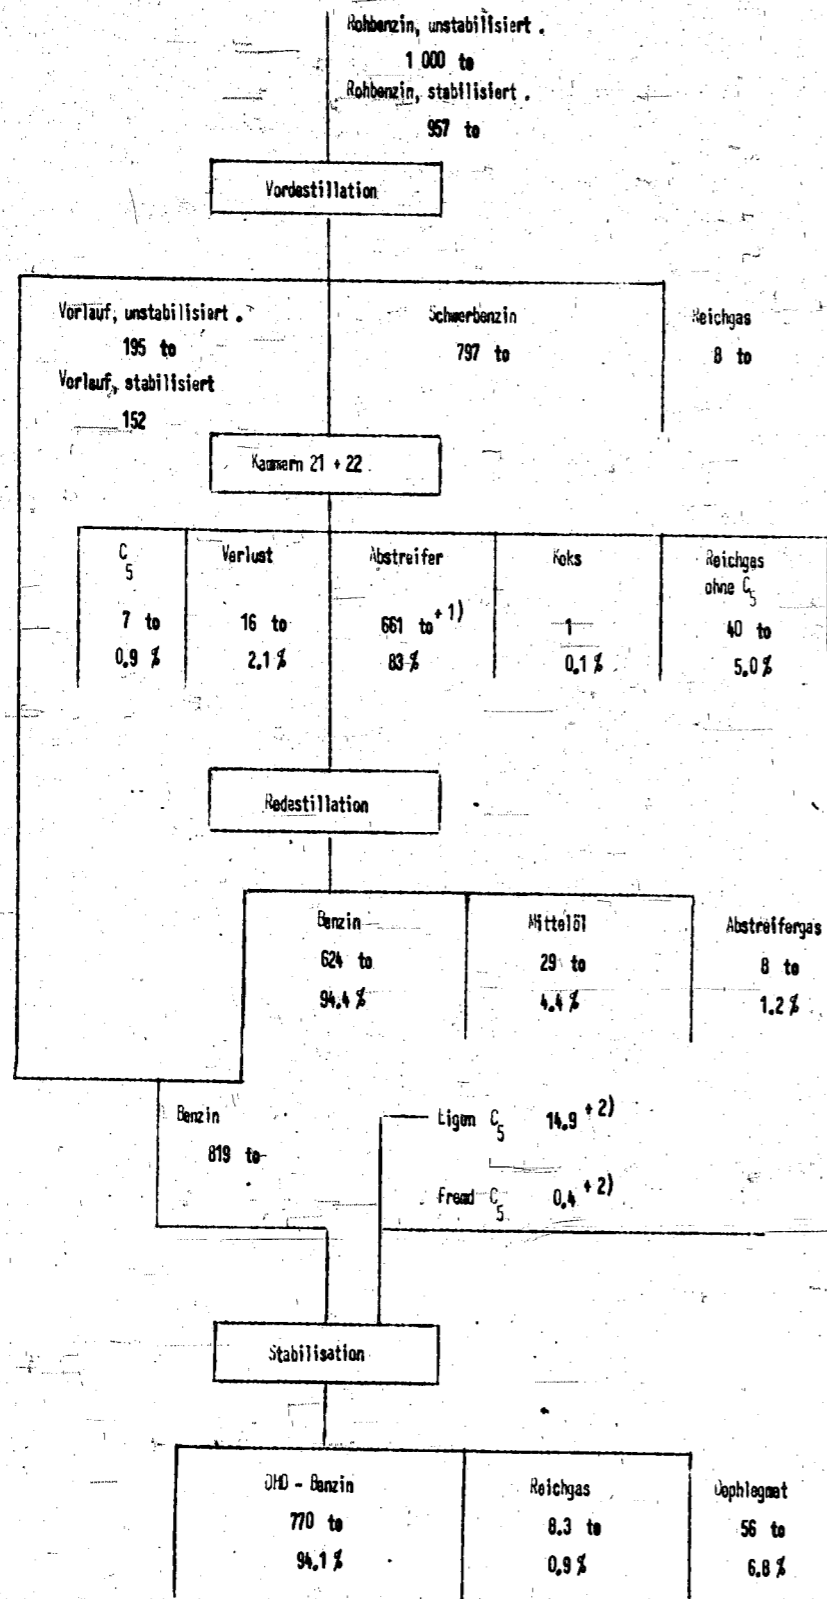 Rohbenzin, unstabilisiert .
1 000 to
Rohbenzin, stabilisiert .
957 to
Vordestillation
Vorlauf, unstabilisiert .
195 to
Vorlauf, stabilisiert
152
Schwerbenzin
797 to
Reichgas
8 to
Kammern 21 + 22
C5
7 to
0.9 %
Verlust
16 to
2.1 %
Abstreifer
661 to +1)
83 %
Koks
1
0.1 %
Reichgas
ohne C5
40 to
5.0 %
Redestillation
Benzin
624 to
94.4 %
Mittelöl
29 to
4.4 %
Abstreifergas
8 to
1.2 %
Benzin
819 to
Eigen C5 14.9 +2)
Fremd C5 0.4 +2)
Stabilisation
DHD - Benzin
770 to
94.1 %
Reichgas
8.3 to
0.9 %
Dephlegmat
56 to
6.8 %